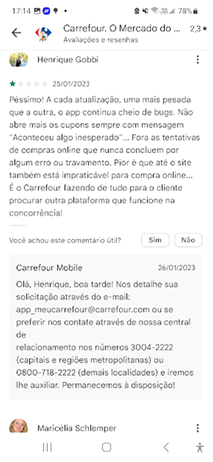 17:14
78%
Carrefour. O Mercado do ... 2,3★
Avaliações e resenhas
Henrique Gobbi
25/01/2023
Péssimo! A cada atualização, uma mais pesada
que a outra, o app continua cheio de bugs. Não
abre mais os cupons sempre com mensagem
"Aconteceu algo inesperado"... Fora as tentativas
de compras online que nunca concluem por
algum erro ou travamento. Pior é que até o site
também está impraticável para compra online...
É o Carrefour fazendo de tudo para o cliente
procurar outra plataforma que funcione na
concorrência!
Você achou este comentário útil? Sim Não
Carrefour Mobile 26/01/2023
Olá, Henrique, boa tarde! Nos detalhe sua
solicitação através do e-mail:
app_meucarrefour@carrefour.com ou se
preferir nos contate através de nossa central
de
relacionamento nos números 3004-2222
(capitais e regiões metropolitanas) ou
0800-718-2222 (demais localidades) e iremos
lhe auxiliar. Permanecemos à disposição!
Maricélia Schlemper